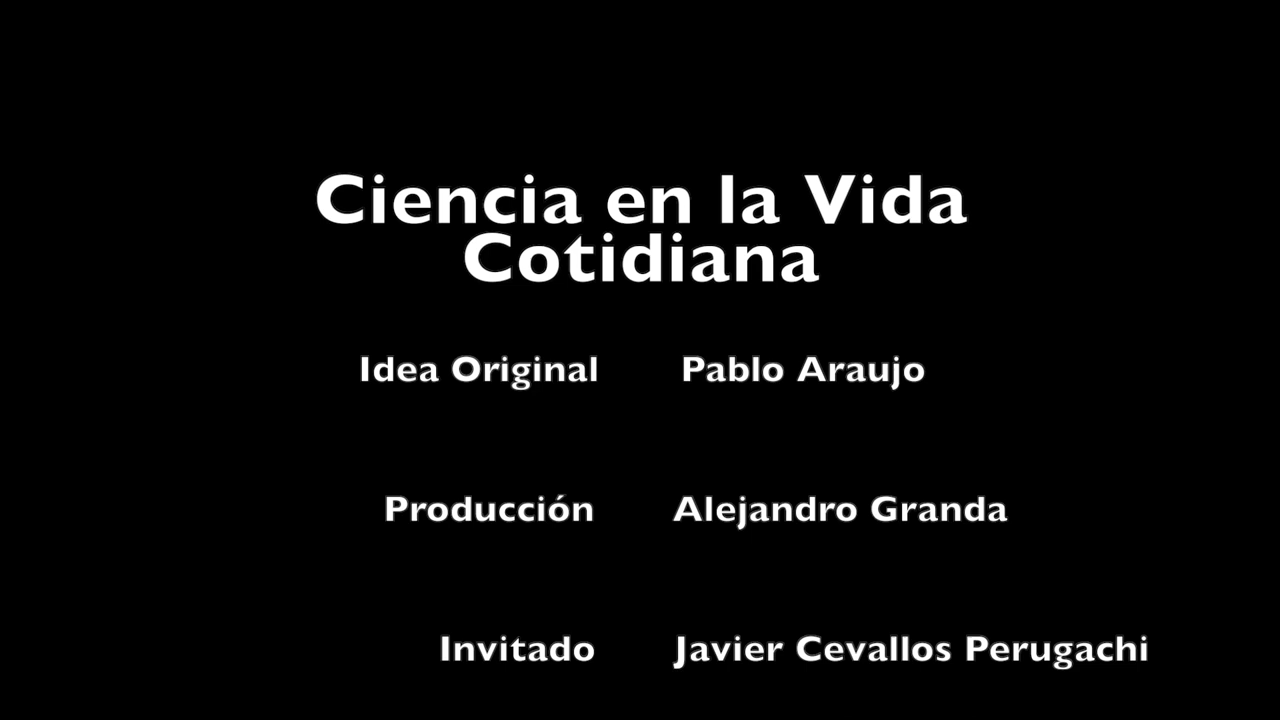 Ciencia en la Vida
Cotidiana
Idea Original Pablo Araujo
Producción Alejandro Granda
Invitado Javier Cevallos Perugachi